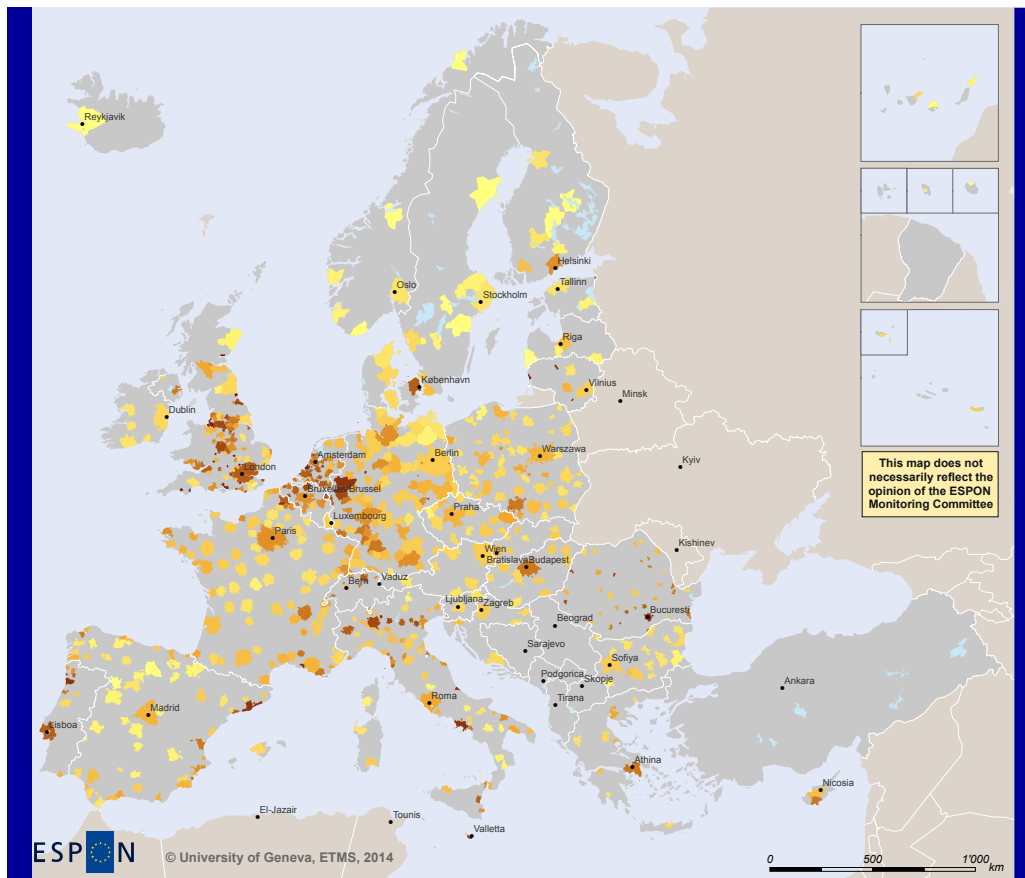 Reykjavik
Helsinki
Oslo
Tallinn
Stockholm
Riga
København
Vilnius
Minsk
Dublin
This map does not
necessarily reflect the
opinion of the ESPON
Monitoring Committee
Amsterdam
Berlin
Warszawa
London
Kyiv
Bruxelles/Brussel
Luxembourg
Praha
Paris
Kishinev
Wien
Bratislava
Budapest
Bern
Vaduz
Ljubljana
Zagreb
Bucuresti
Beograd
Sarajevo
Sofiya
Podgorica
Skopje
Ankara
Roma
Tirana
Madrid
Lisboa
Athina
Nicosia
El-Jazair
Tounis
Valletta
ESPON
© University of Geneva, ETMS, 2014
0 500 1'000
km